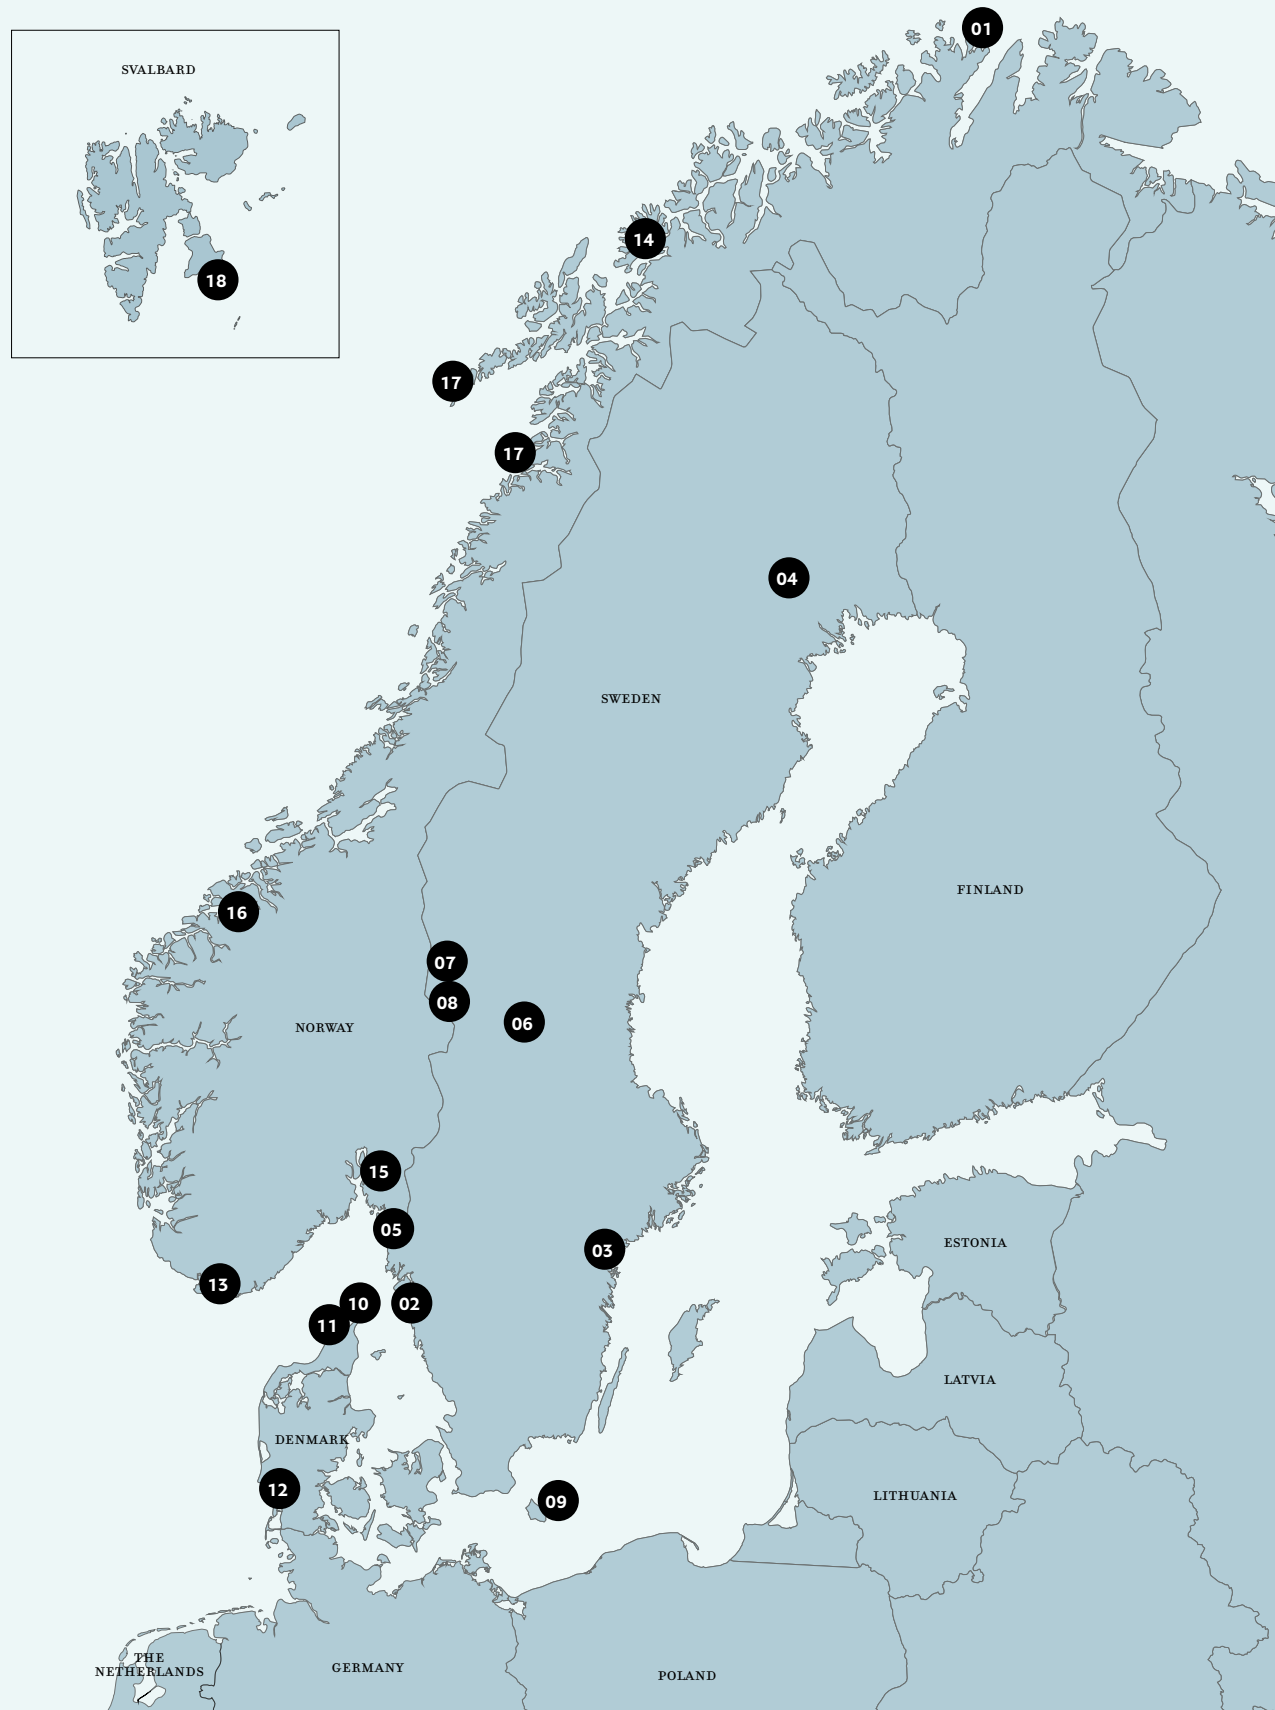 01
SVALBARD
14
18
17
17
04
SWEDEN
FINLAND
16
07
08
06
NORWAY
15
05
ESTONIA
03
13
10
02
11
LATVIA
DENMARK
12
LITHUANIA
09
THE
NETHERLANDS
GERMANY
POLAND